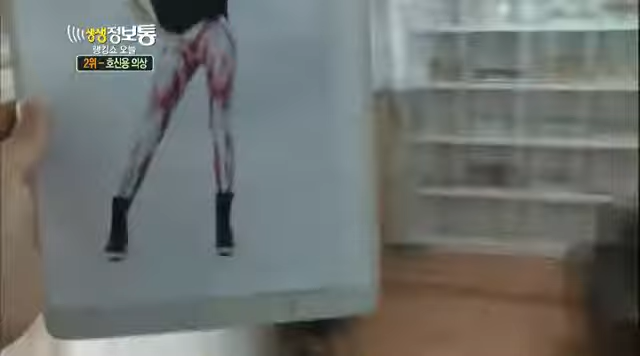 생생정보통
랭킹쇼 오늘
2위 - 호신용 의상